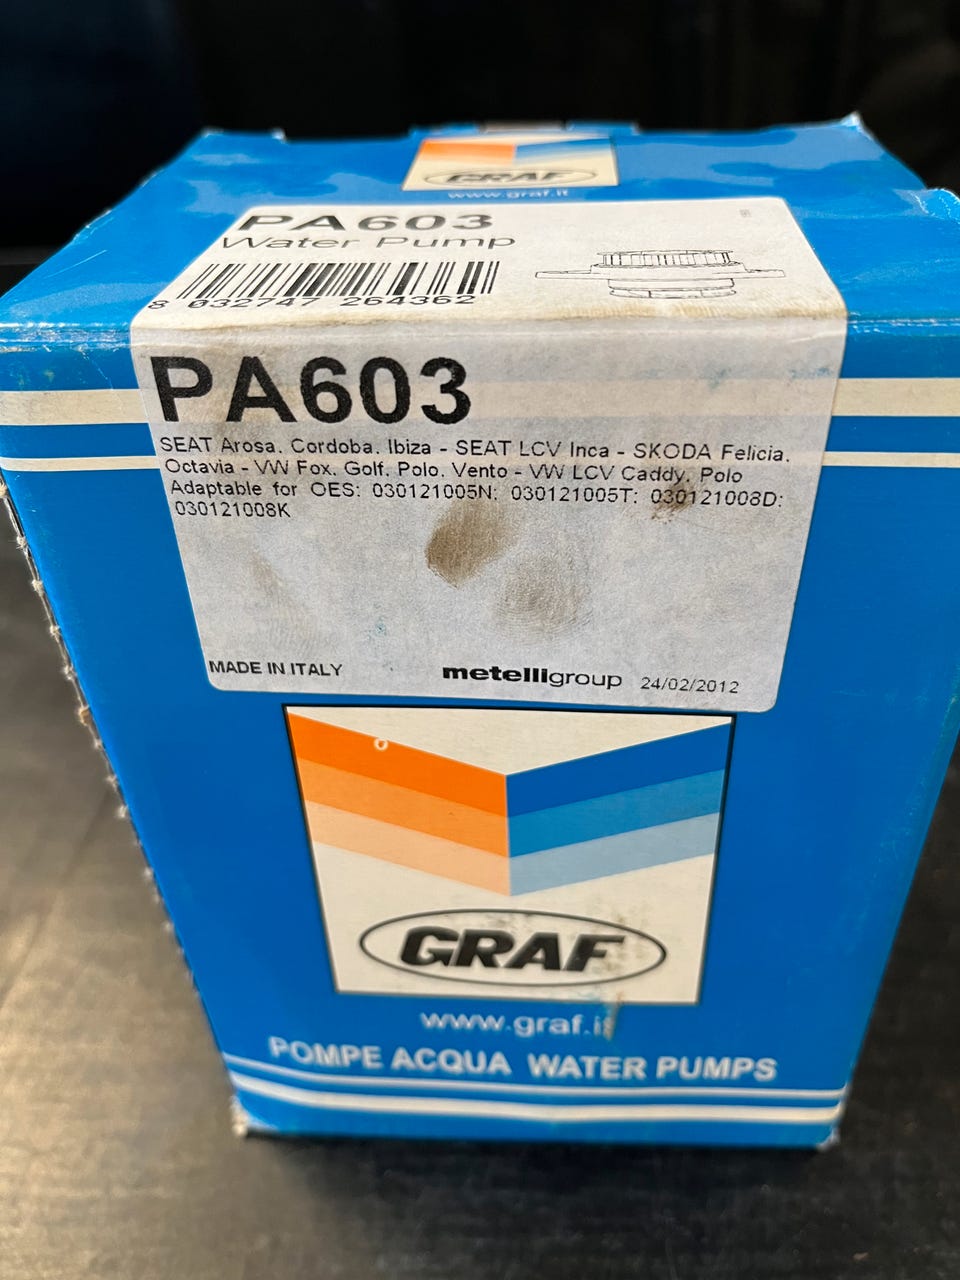 GRAF
www.graf.it
PA603
Water Pump
8 032747 264362
PA603
SEAT Arosa, Cordoba, Ibiza - SEAT LCV Inca - SKODA Felicia,
Octavia - VW Fox, Golf, Polo, Vento - VW LCV Caddy, Polo
Adaptable for OES: 030121005N; 030121005T; 030121008D;
030121008K
MADE IN ITALY
metelligroup 24/02/2012
GRAF
www.graf.it
POMPE ACQUA WATER PUMPS